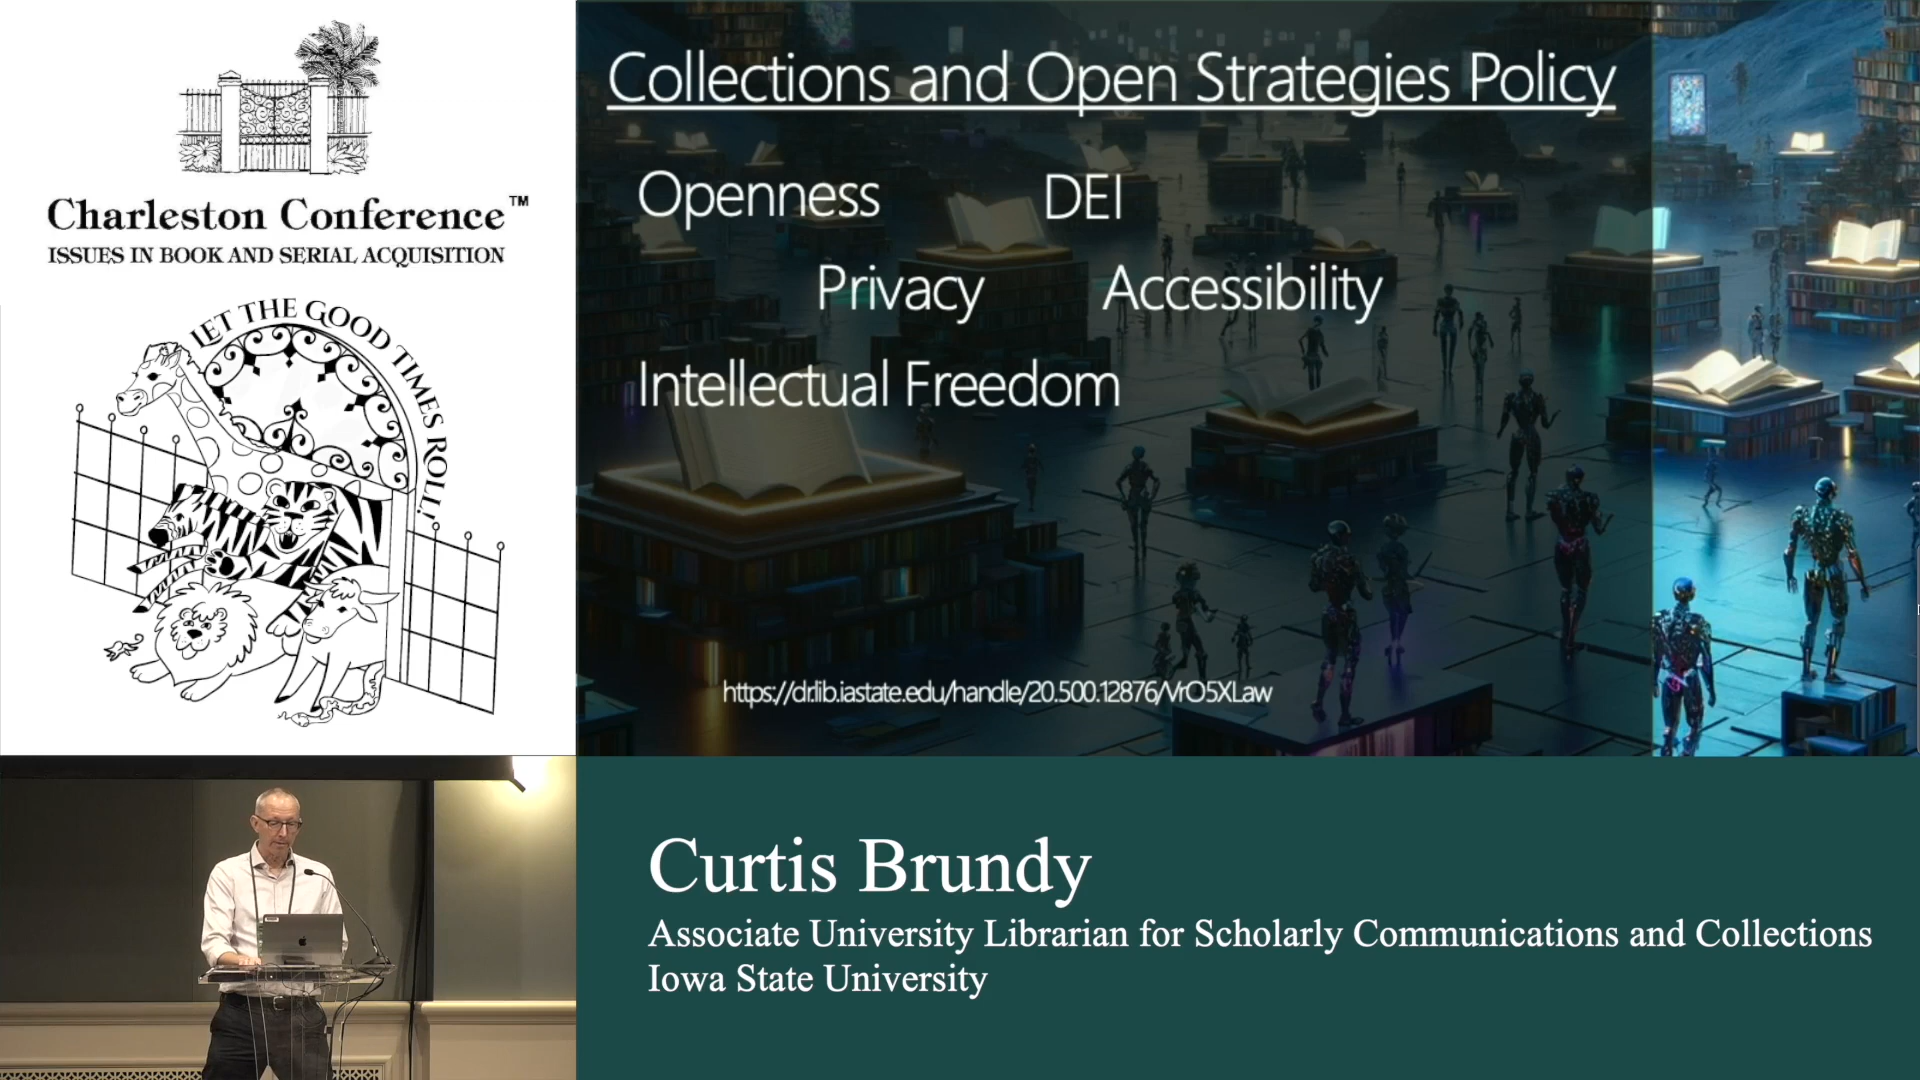 Charleston Conference™
ISSUES IN BOOK AND SERIAL ACQUISITION
LET THE GOOD TIMES ROLL!
Collections and Open Strategies Policy
Openness DEI
Privacy Accessibility
Intellectual Freedom
https://dr.lib.iastate.edu/handle/20.500.12876/VrO5XLaw
Curtis Brundy
Associate University Librarian for Scholarly Communications and Collections
Iowa State University